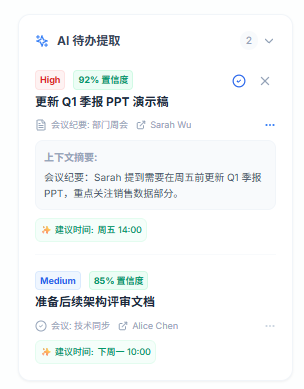 AI 待办提取 2
High 92% 置信度
更新 Q1 季报 PPT 演示稿
会议纪要: 部门周会 Sarah Wu
上下文摘要:
会议纪要：Sarah 提到需要在周五前更新 Q1 季报
PPT，重点关注销售数据部分。
建议时间: 周五 14:00
Medium 85% 置信度
准备后续架构评审文档
会议: 技术同步 Alice Chen
建议时间: 下周一 10:00